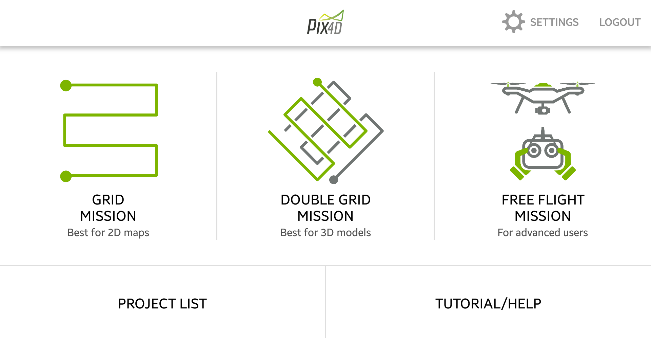 PIX4D
SETTINGS
LOGOUT
GRID
MISSION
Best for 2D maps
DOUBLE GRID
MISSION
Best for 3D models
FREE FLIGHT
MISSION
For advanced users
PROJECT LIST
TUTORIAL/HELP